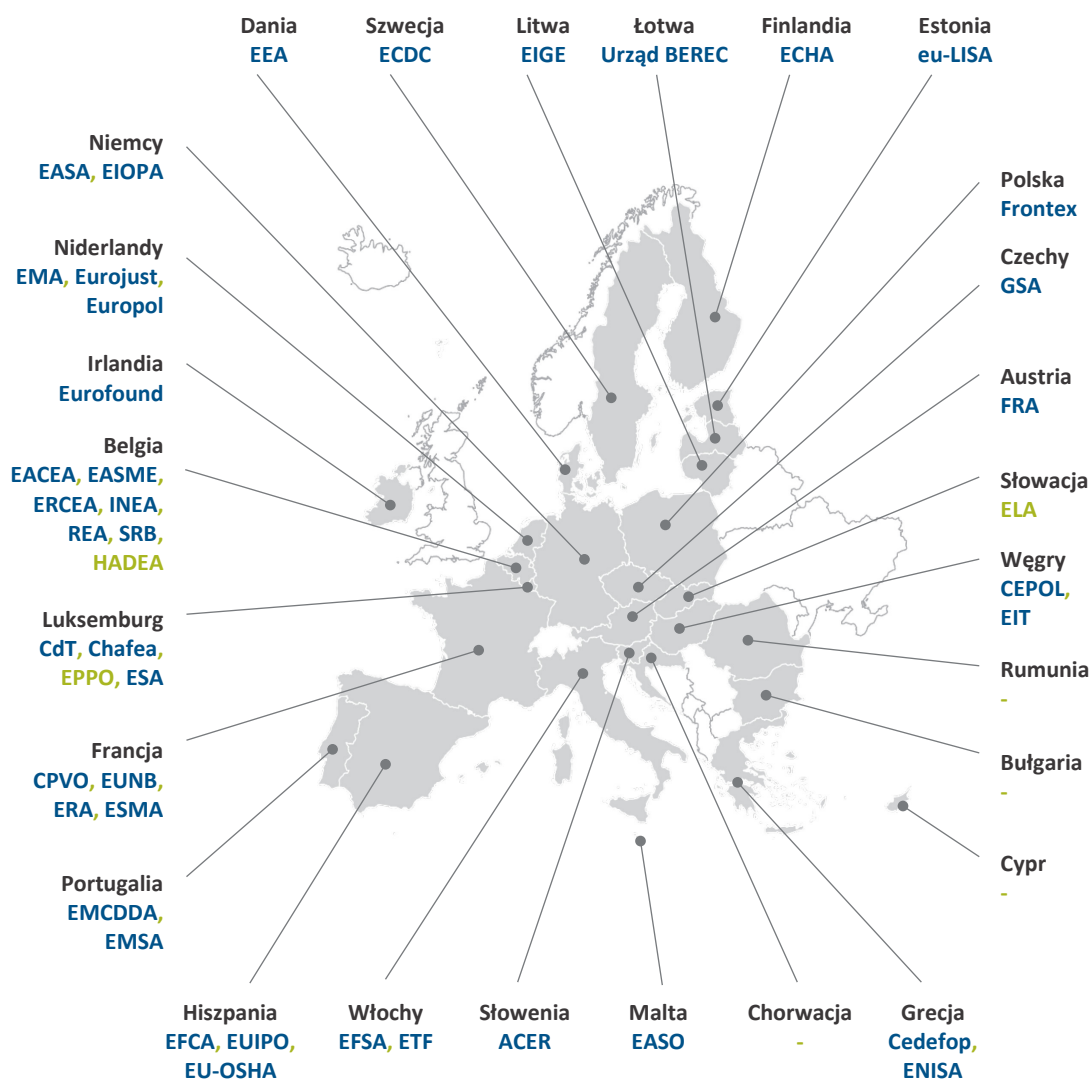 Dania
EEA
Szwecja
ECDC
Litwa
EIGE
Łotwa
Urząd BEREC
Finlandia
ECHA
Estonia
eu-LISA
Niemcy
EASA, EIOPA
Niderlandy
EMA, Eurojust,
Europol
Irlandia
Eurofound
Belgia
EACEA, EASME,
ERCEA, INEA,
REA, SRB,
HADEA
Luksemburg
CdT, Chafea,
EPPO, ESA
Francja
CPVO, EUNB,
ERA, ESMA
Portugalia
EMCDDA,
EMSA
Polska
Frontex
Czechy
GSA
Austria
FRA
Słowacja
ELA
Węgry
CEPOL,
EIT
Rumunia
-
Bułgaria
-
Cypr
-
Hiszpania
EFCA, EUIPO,
EU-OSHA
Włochy
EFSA, ETF
Słowenia
ACER
Malta
EASO
Chorwacja
-
Grecja
Cedefop,
ENISA